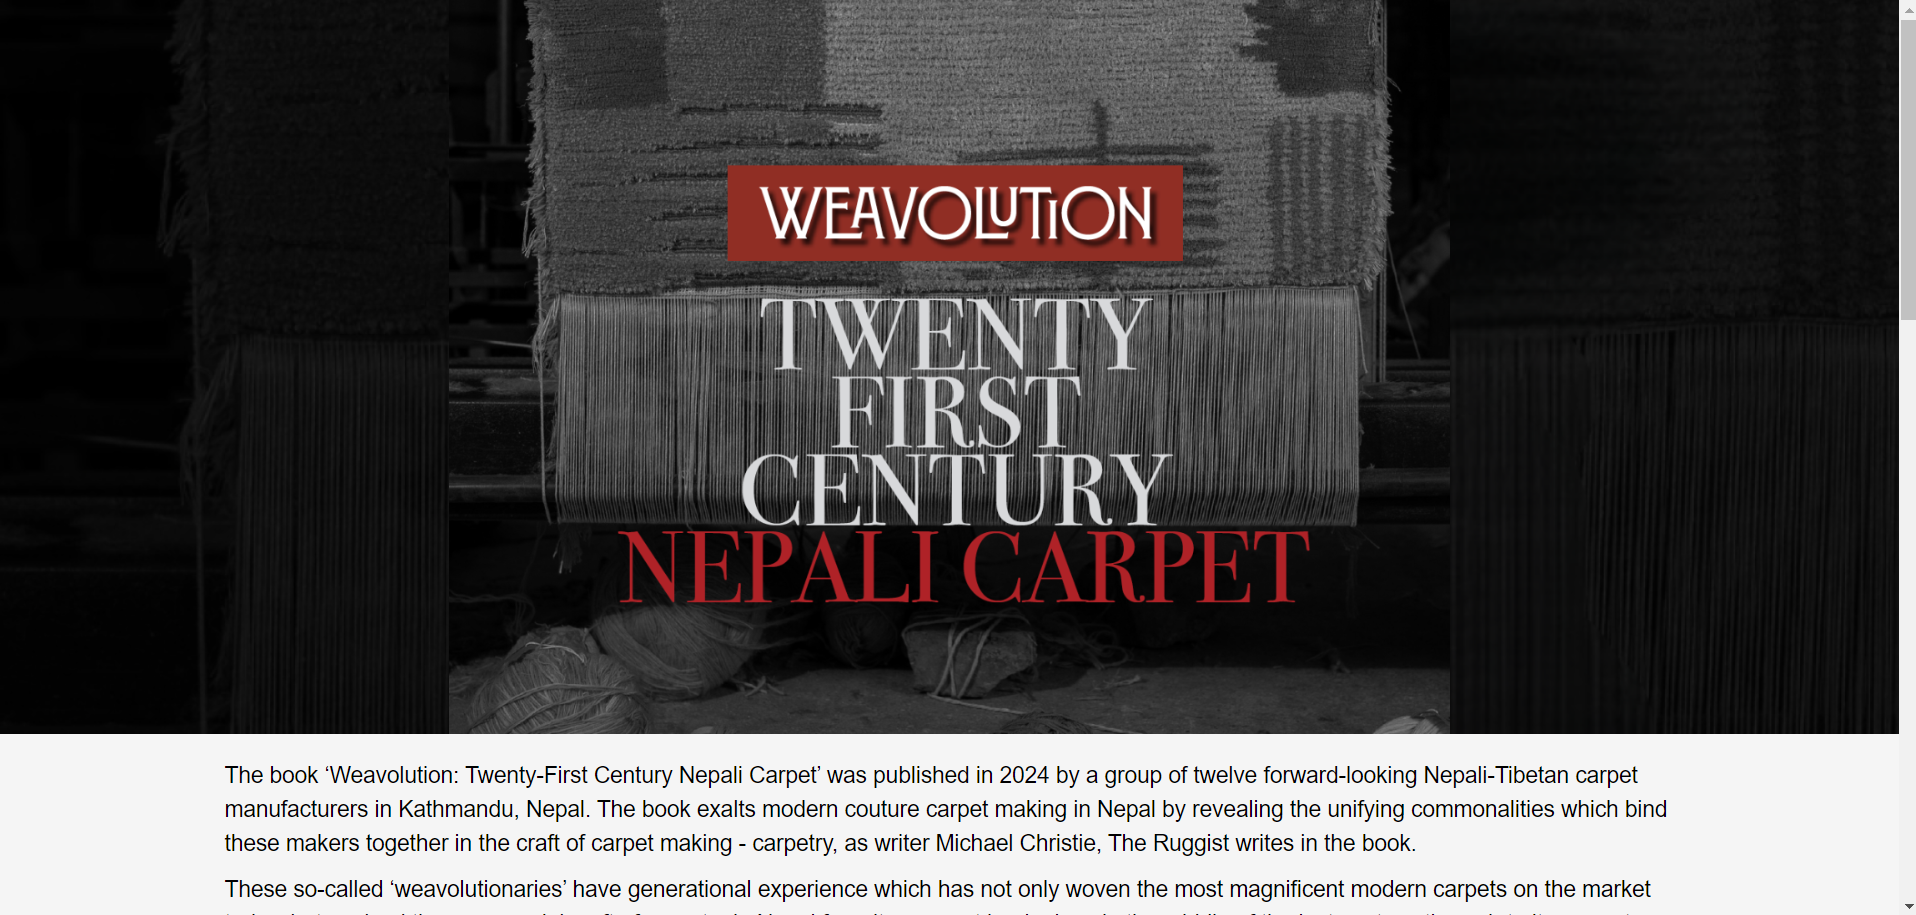 WEAVOLUTION
TWENTY
FIRST
CENTURY
NEPALI CARPET
The book ‘Weavolution: Twenty-First Century Nepali Carpet’ was published in 2024 by a group of twelve forward-looking Nepali-Tibetan carpet
manufacturers in Kathmandu, Nepal. The book exalts modern couture carpet making in Nepal by revealing the unifying commonalities which bind
these makers together in the craft of carpet making - carpetry, as writer Michael Christie, The Ruggist writes in the book.
These so-called ‘weavolutionaries’ have generational experience which has not only woven the most magnificent modern carpets on the market